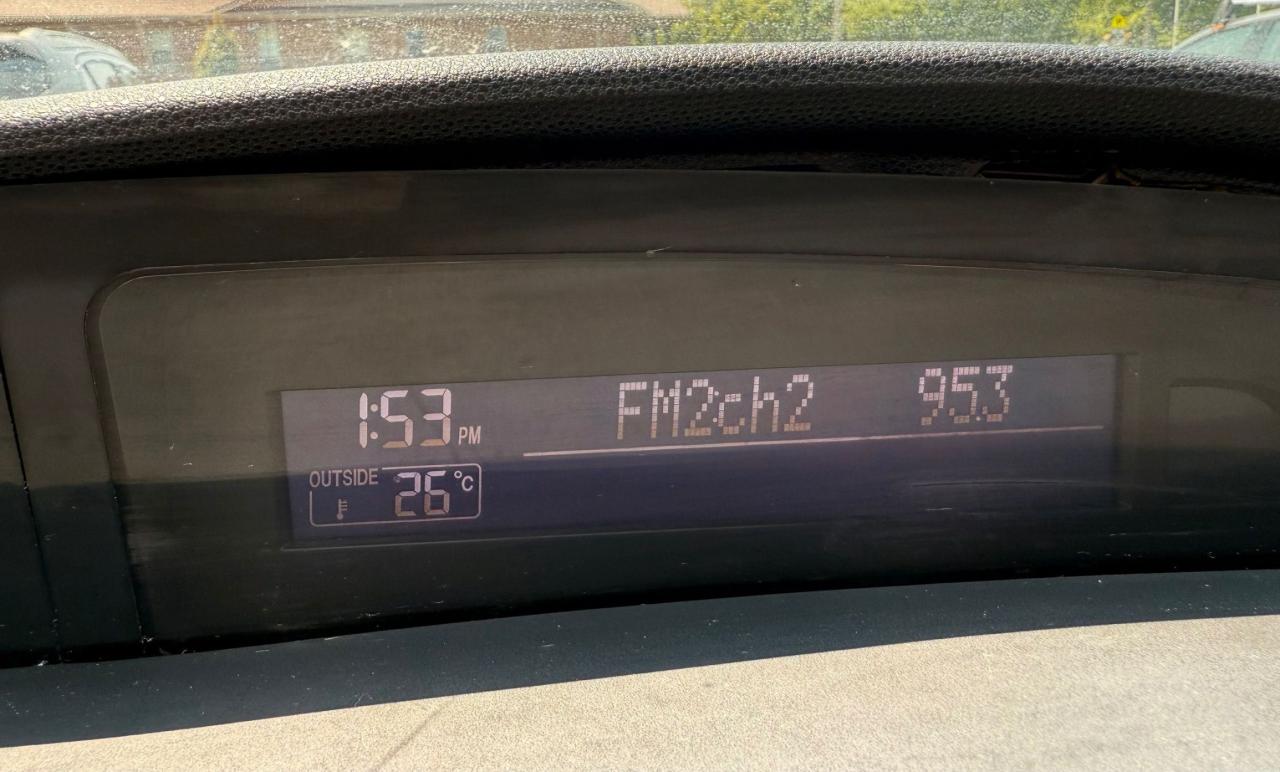 1:53 PM FM2ch2 95.3
OUTSIDE 26°C